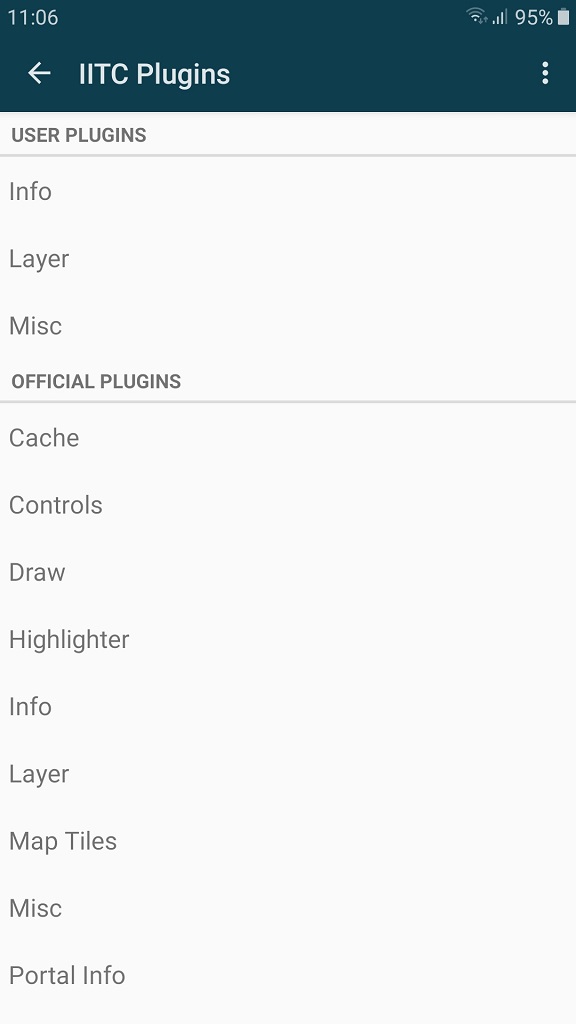 11:06 95%
IITC Plugins
USER PLUGINS
Info
Layer
Misc
OFFICIAL PLUGINS
Cache
Controls
Draw
Highlighter
Info
Layer
Map Tiles
Misc
Portal Info